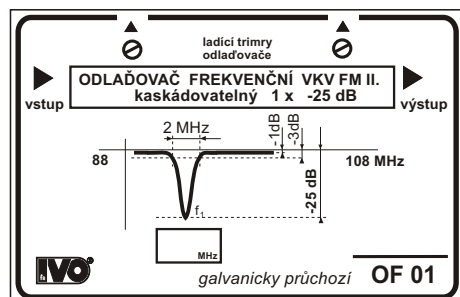 ladící trimry
odlaďovače
ODLAĎOVAČ FREKVENČNÍ VKV FM II.
kaskádovatelný 1 x -25 dB
vstup
výstup
2 MHz
-1dB
-3dB
88
108 MHz
-25 dB
f1
MHz
IVO®
galvanicky průchozí
OF 01